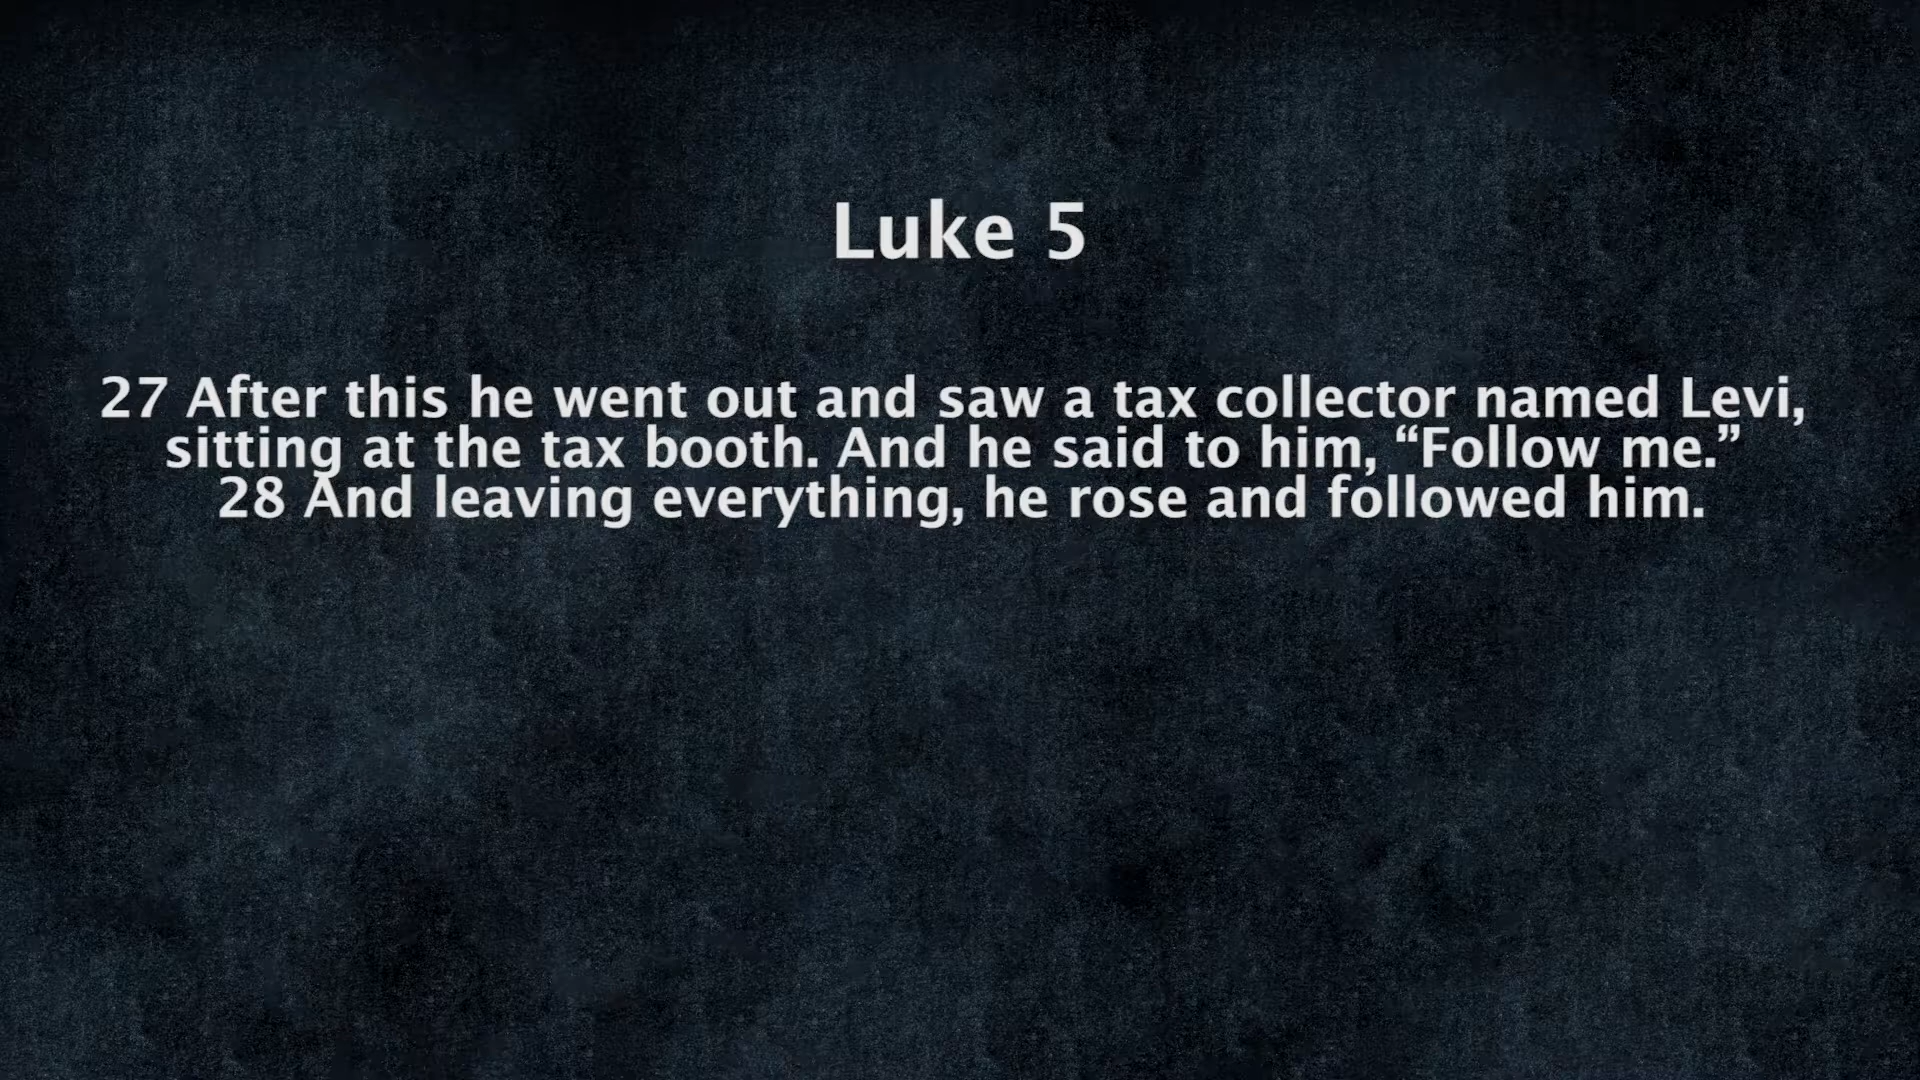 Luke 5
27 After this he went out and saw a tax collector named Levi,
sitting at the tax booth. And he said to him, “Follow me.”
28 And leaving everything, he rose and followed him.